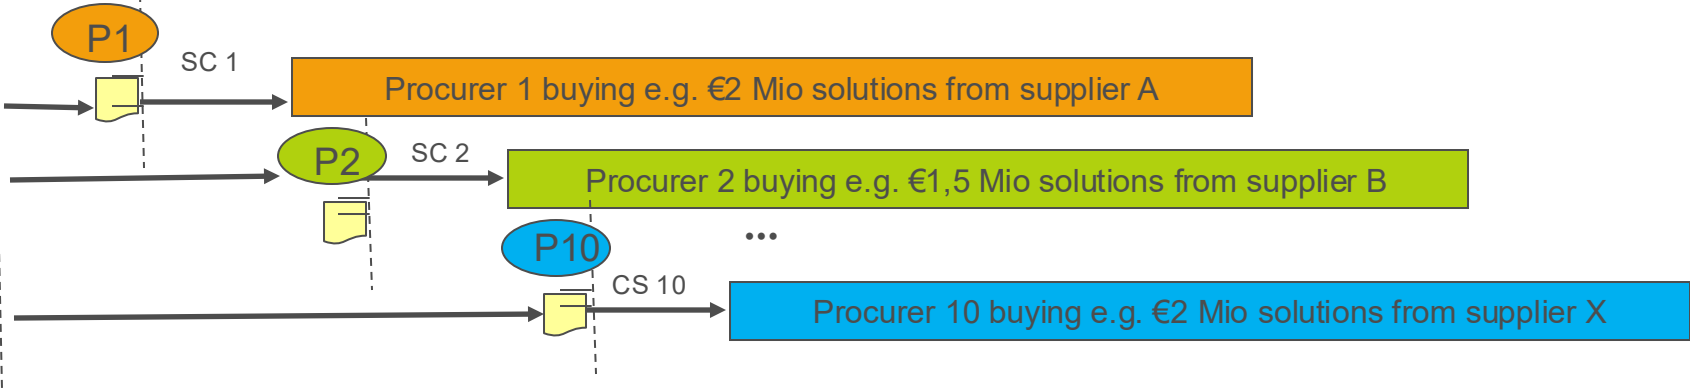 P1
SC 1
Procurer 1 buying e.g. €2 Mio solutions from supplier A
P2
SC 2
Procurer 2 buying e.g. €1,5 Mio solutions from supplier B
...
P10
CS 10
Procurer 10 buying e.g. €2 Mio solutions from supplier X